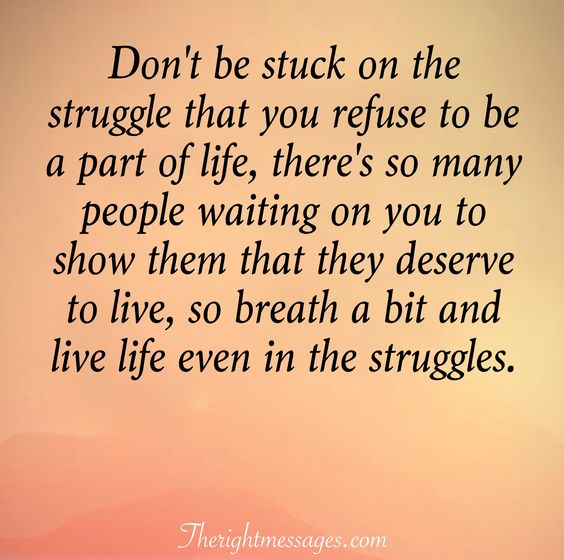 Don't be stuck on the
struggle that you refuse to be
a part of life, there's so many
people waiting on you to
show them that they deserve
to live, so breath a bit and
live life even in the struggles.
Therightmessages.com